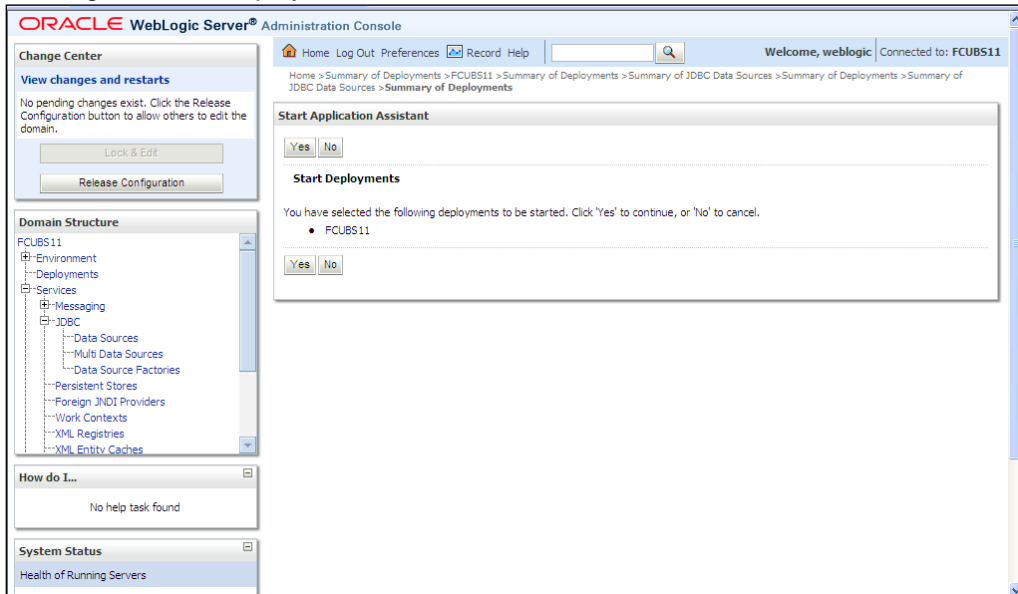 ORACLE WebLogic Server® Administration Console
Change Center
View changes and restarts
No pending changes exist. Click the Release
Configuration button to allow others to edit the
domain.
Lock & Edit
Release Configuration
Domain Structure
FCUBS11
Environment
Deployments
Services
Messaging
JDBC
Data Sources
Multi Data Sources
Data Source Factories
Persistent Stores
Foreign JNDI Providers
Work Contexts
XML Registries
XML Entity Caches
How do I...
No help task found
System Status
Health of Running Servers
Home Log Out Preferences Record Help
Welcome, weblogic Connected to: FCUBS11
Home >Summary of Deployments >FCUBS11 >Summary of Deployments >Summary of JDBC Data Sources >Summary of Deployments >Summary of
JDBC Data Sources >Summary of Deployments
Start Application Assistant
Yes No
Start Deployments
You have selected the following deployments to be started. Click 'Yes' to continue, or 'No' to cancel.
• FCUBS11
Yes No